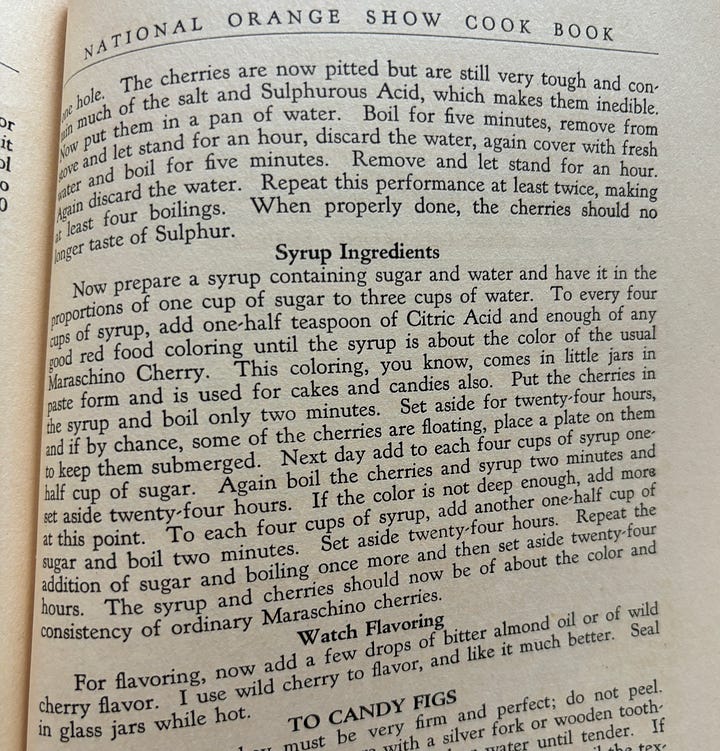 NATIONAL ORANGE SHOW COOK BOOK
hole. The cherries are now pitted but are still very tough and con-
much of the salt and Sulphurous Acid, which makes them inedible.
Now put them in a pan of water. Boil for five minutes, remove from
and let stand for an hour, discard the water, again cover with fresh
water and boil for five minutes. Remove and let stand for an hour.
Again discard the water. Repeat this performance at least twice, making
at least four boilings. When properly done, the cherries should no
longer taste of Sulphur.
Syrup Ingredients
Now prepare a syrup containing sugar and water and have it in the
proportions of one cup of sugar to three cups of water. To every four
cups of syrup, add one-half teaspoon of Citric Acid and enough of any
good red food coloring until the syrup is about the color of the usual
Maraschino Cherry. This coloring, you know, comes in little jars in
paste form and is used for cakes and candies also. Put the cherries in
the syrup and boil only two minutes. Set aside for twenty-four hours,
and if by chance, some of the cherries are floating, place a plate on them
to keep them submerged. Next day add to each four cups of syrup one-
half cup of sugar. Again boil the cherries and syrup two minutes and
set aside twenty-four hours. If the color is not deep enough, add more
at this point. To each four cups of syrup, add another one-half cup of
sugar and boil two minutes. Set aside twenty-four hours. Repeat the
addition of sugar and boiling once more and then set aside twenty-four
hours. The syrup and cherries should now be of about the color and
consistency of ordinary Maraschino cherries.
Watch Flavoring
For flavoring, now add a few drops of bitter almond oil or of wild
cherry flavor. I use wild cherry to flavor, and like it much better. Seal
in glass jars while hot.
TO CANDY FIGS
must be very firm and perfect; do not peel.
with a silver fork or wooden tooth-
water until tender. If
the tex-